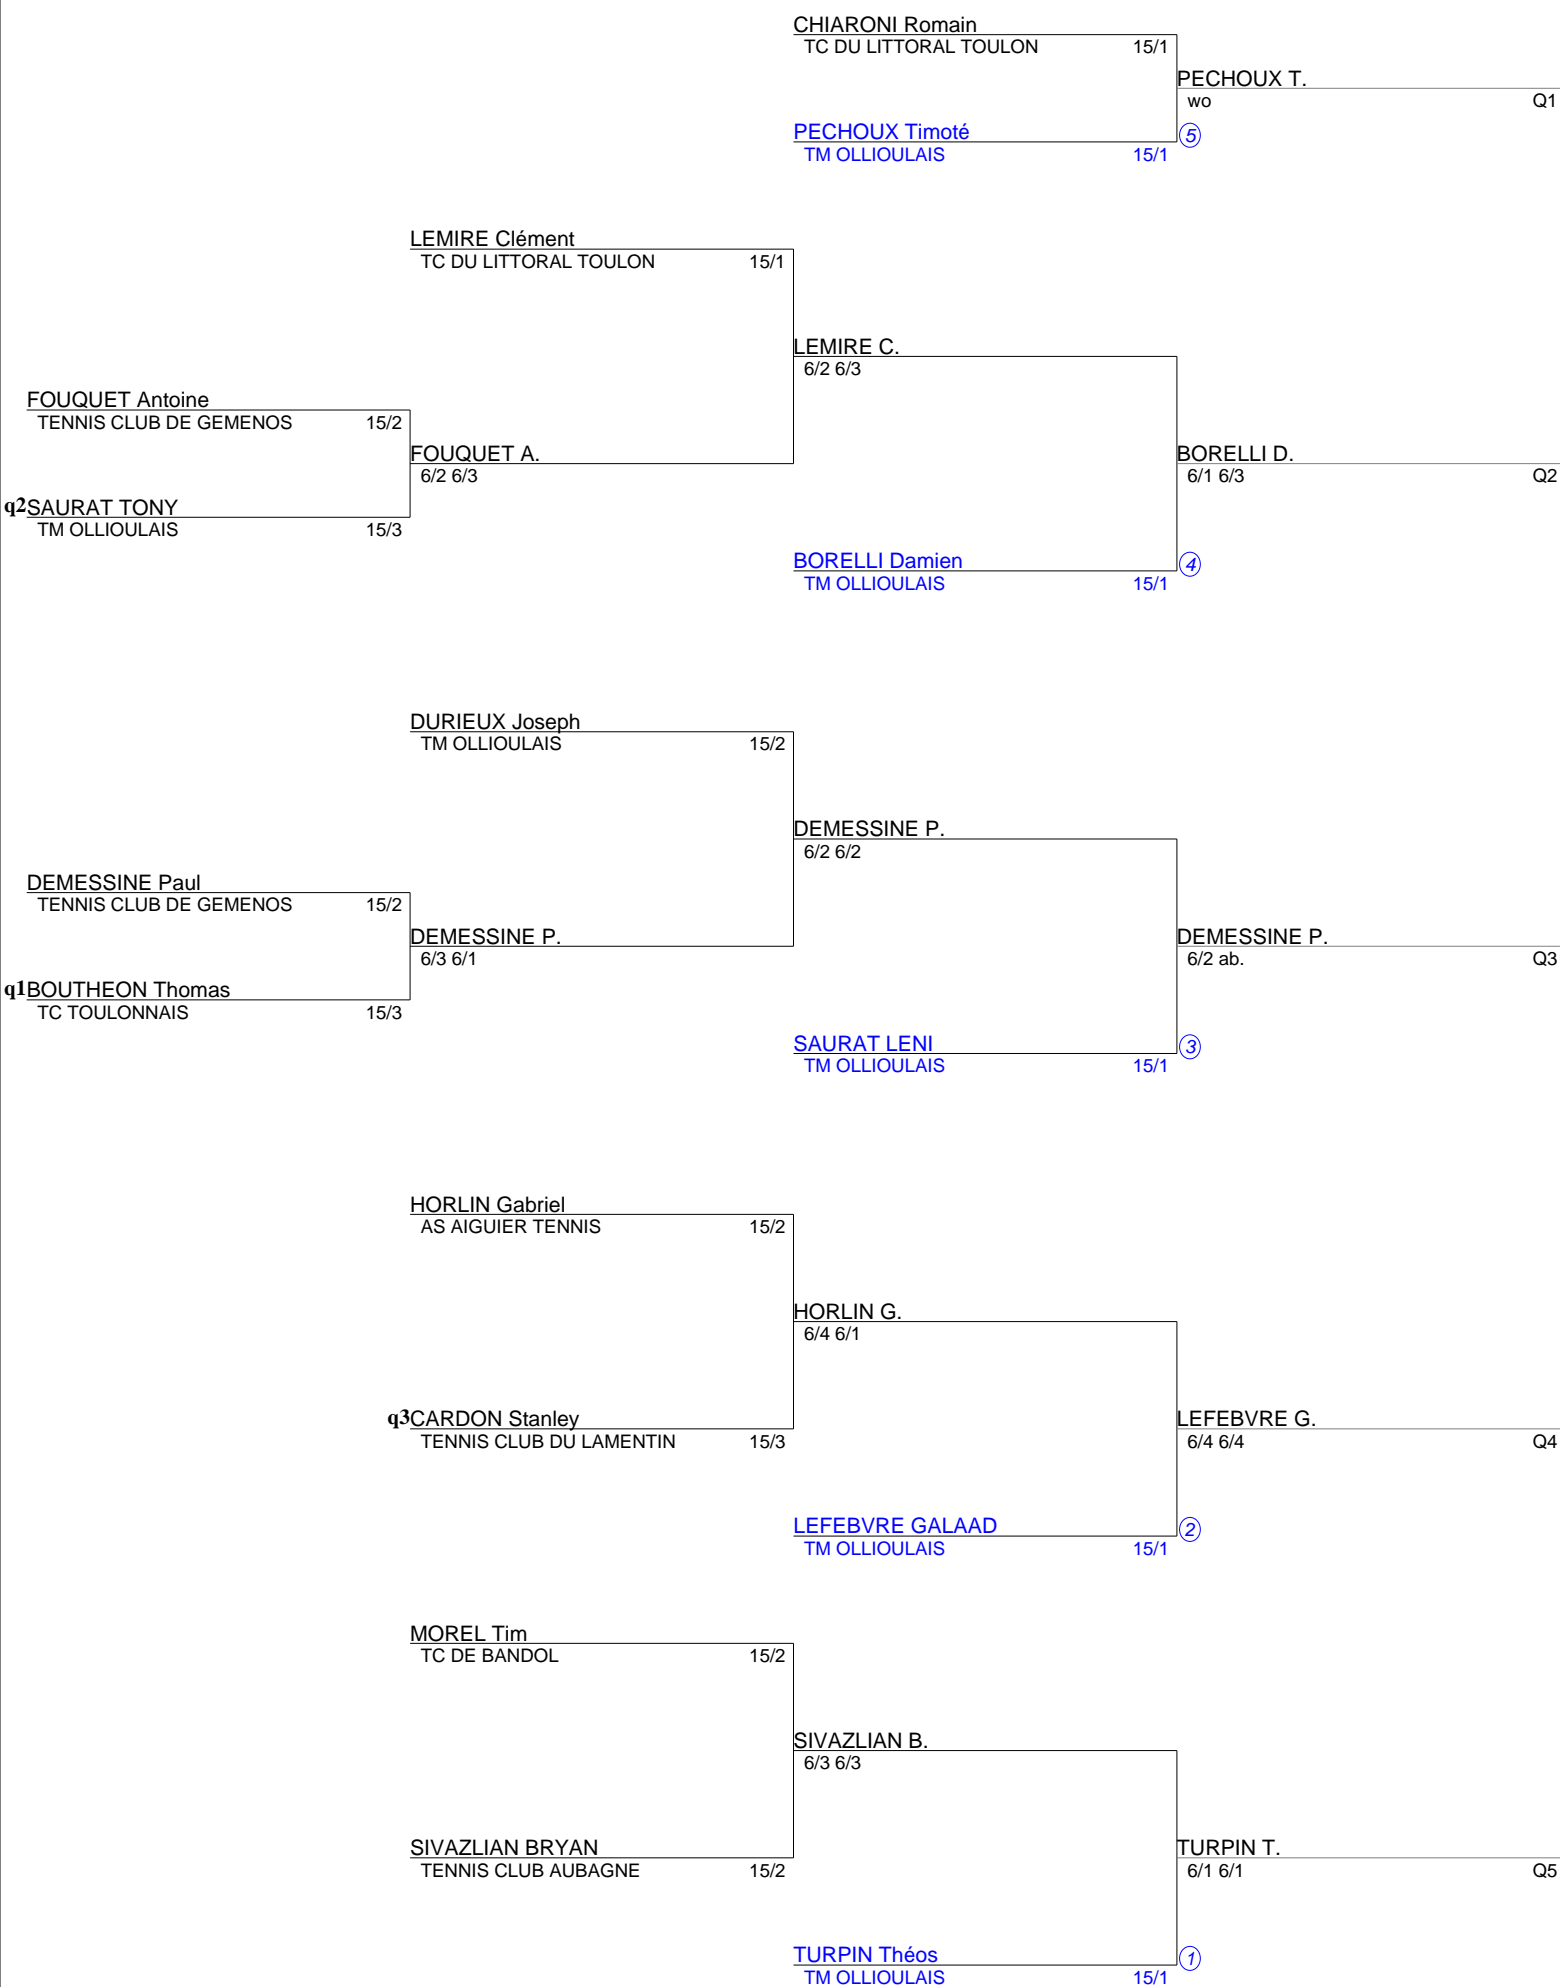 CHIARONI Romain
TC DU LITTORAL TOULON 15/1
PECHOUX T.
wo Q1
PECHOUX Timoté 5
TM OLLIOULAIS 15/1
LEMIRE Clément
TC DU LITTORAL TOULON 15/1
LEMIRE C.
6/2 6/3
FOUQUET Antoine
TENNIS CLUB DE GEMENOS 15/2
FOUQUET A.
6/2 6/3
BORELLI D.
6/1 6/3 Q2
q2 SAURAT TONY
TM OLLIOULAIS 15/3
BORELLI Damien 4
TM OLLIOULAIS 15/1
DURIEUX Joseph
TM OLLIOULAIS 15/2
DEMESSINE P.
6/2 6/2
DEMESSINE Paul
TENNIS CLUB DE GEMENOS 15/2
DEMESSINE P.
6/3 6/1
DEMESSINE P.
6/2 ab. Q3
q1 BOUTHEON Thomas
TC TOULONNAIS 15/3
SAURAT LENI 3
TM OLLIOULAIS 15/1
HORLIN Gabriel
AS AIGUIER TENNIS 15/2
HORLIN G.
6/4 6/1
q3 CARDON Stanley
TENNIS CLUB DU LAMENTIN 15/3
LEFEBVRE G.
6/4 6/4 Q4
LEFEBVRE GALAAD 2
TM OLLIOULAIS 15/1
MOREL Tim
TC DE BANDOL 15/2
SIVAZLIAN B.
6/3 6/3
SIVAZLIAN BRYAN
TENNIS CLUB AUBAGNE 15/2
TURPIN T.
6/1 6/1 Q5
TURPIN Théos 1
TM OLLIOULAIS 15/1